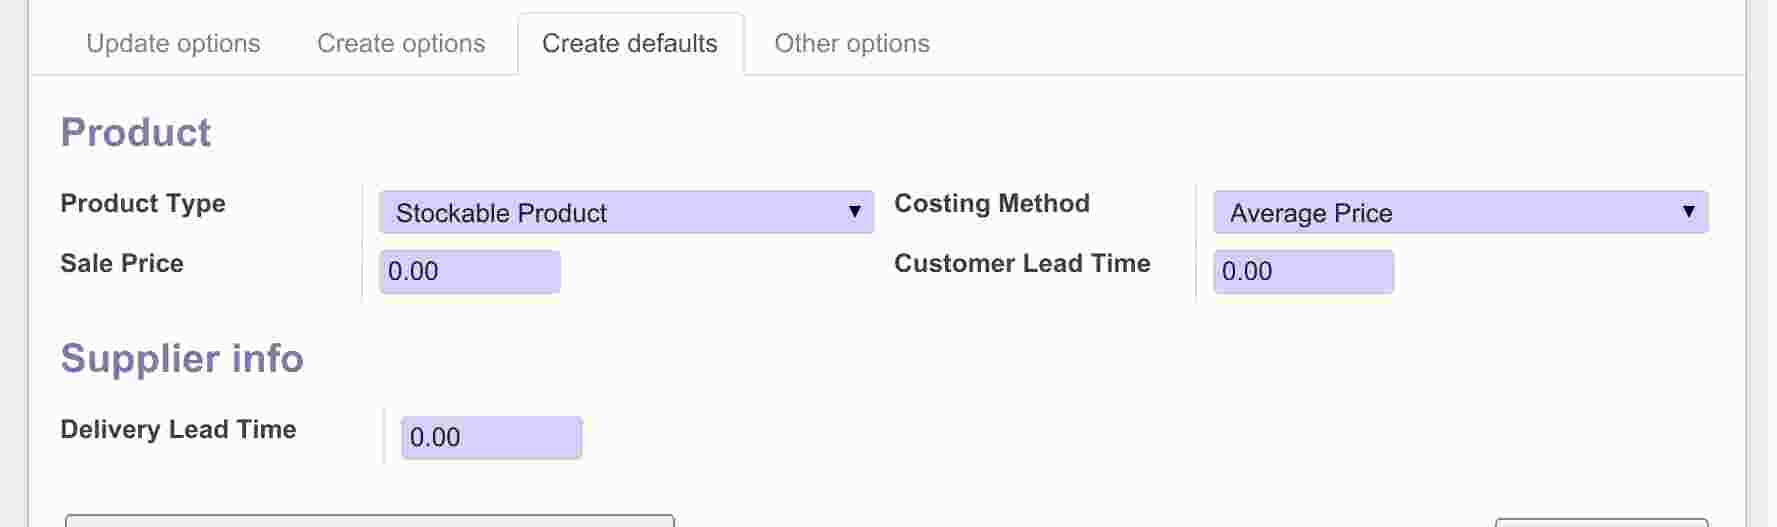 Update options Create options Create defaults Other options
Product
Product Type Stockable Product Costing Method Average Price
Sale Price 0.00 Customer Lead Time 0.00
Supplier info
Delivery Lead Time 0.00